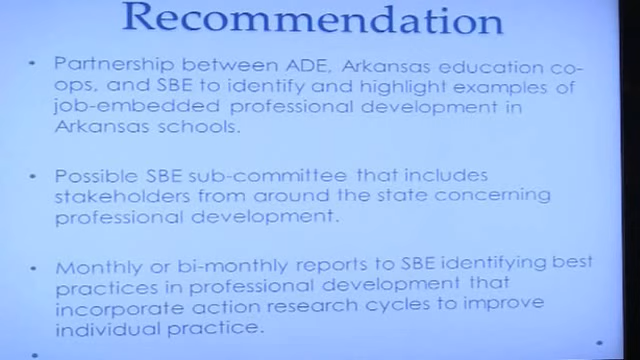 Recommendation
• Partnership between ADE, Arkansas education co-
ops, and SBE to identify and highlight examples of
job-embedded professional development in
Arkansas schools.
• Possible SBE sub-committee that includes
stakeholders from around the state concerning
professional development.
• Monthly or bi-monthly reports to SBE identifying best
practices in professional development that
incorporate action research cycles to improve
individual practice.